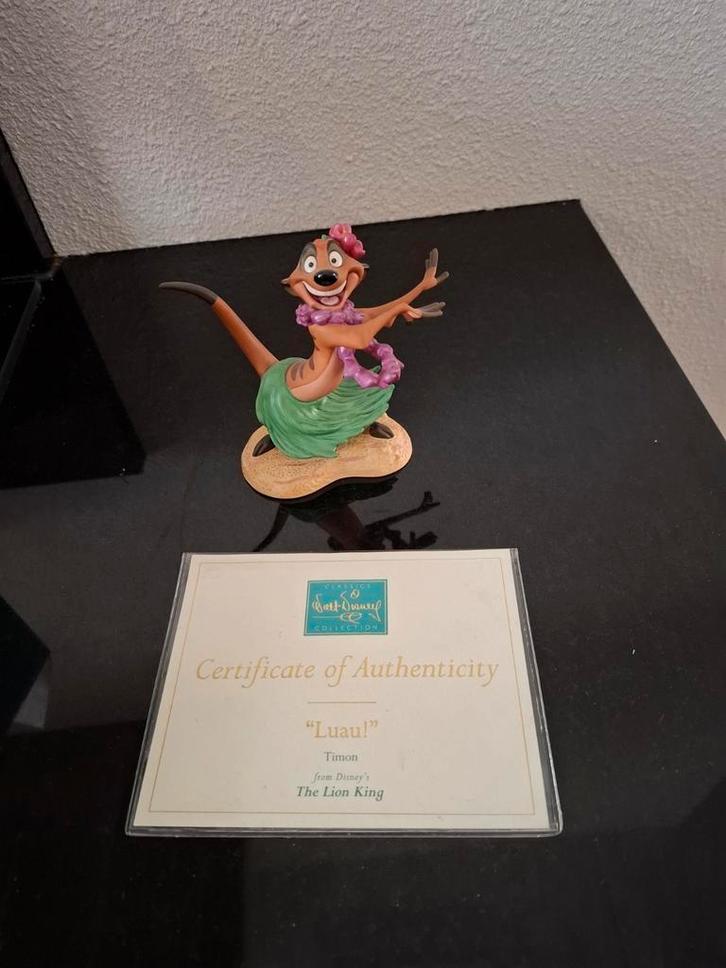 CLASSICS
Walt Disney
COLLECTION
Certificate of Authenticity
“Luau!”
Timon
from Disney's
The Lion King